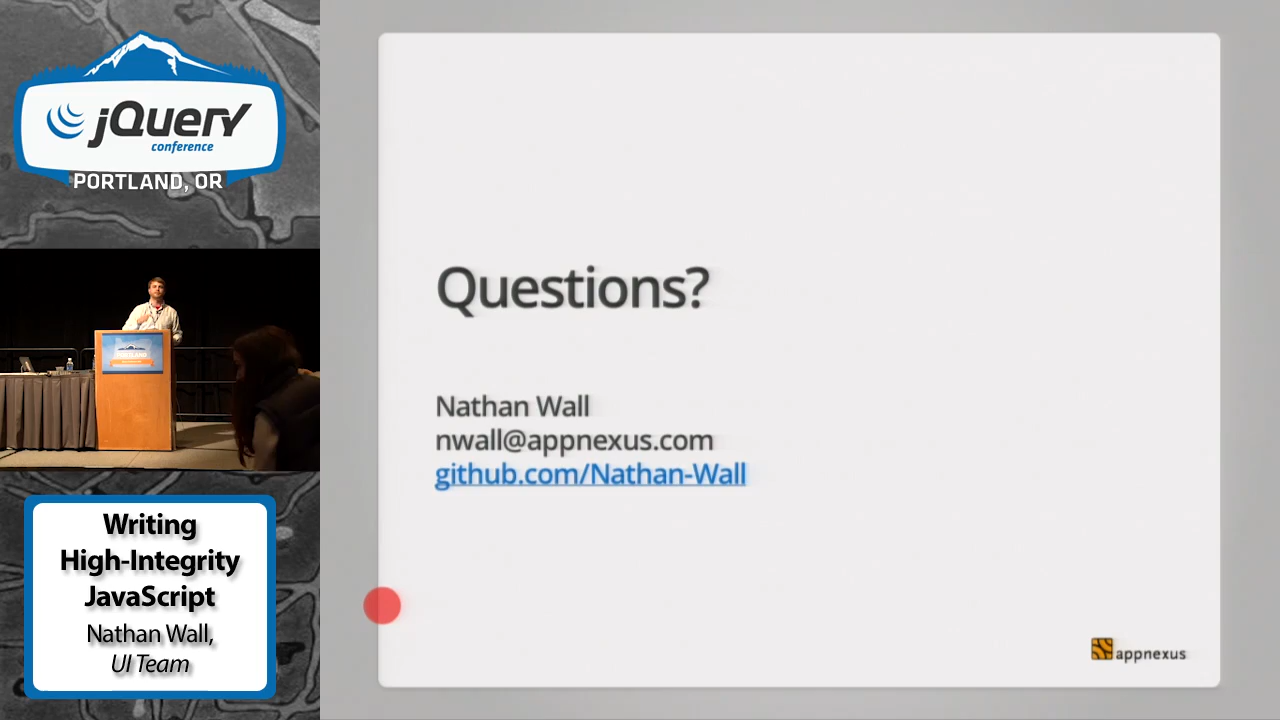 jQuery
conference
PORTLAND, OR
Writing
High-Integrity
JavaScript
Nathan Wall,
UI Team
Questions?
Nathan Wall
nwall@appnexus.com
github.com/Nathan-Wall
appnexus